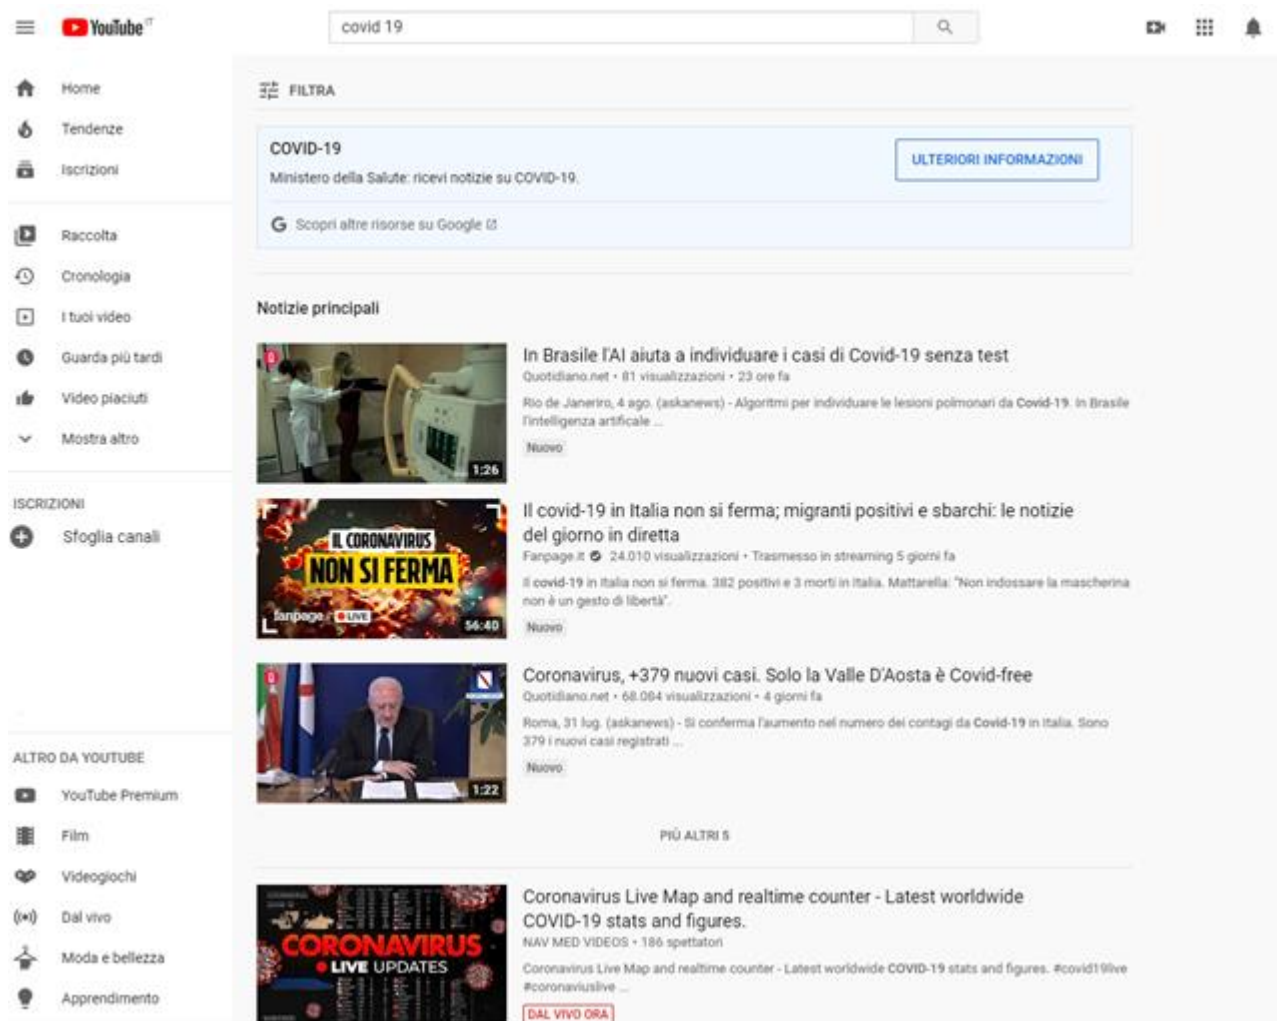 YouTube IT
covid 19
Home
Tendenze
Iscrizioni
Raccolta
Cronologia
I tuoi video
Guarda più tardi
Video piaciuti
Mostra altro
ISCRIZIONI
Sfoglia canali
ALTRO DA YOUTUBE
YouTube Premium
Film
Videogiochi
Dal vivo
Moda e bellezza
Apprendimento
FILTRA
COVID-19
Ministero della Salute: ricevi notizie su COVID-19.
ULTERIORI INFORMAZIONI
Scopri altre risorse su Google
Notizie principali
1:26
In Brasile l'AI aiuta a individuare i casi di Covid-19 senza test
Quotidiano.net • 81 visualizzazioni • 23 ore fa
Rio de Janeriro, 4 ago. (askanews) - Algoritmi per individuare le lesioni polmonari da Covid-19. In Brasile
l'intelligenza artificale ...
Nuovo
IL CORONAVIRUS
NON SI FERMA
fanpage.it LIVE
56:40
Il covid-19 in Italia non si ferma; migranti positivi e sbarchi: le notizie
del giorno in diretta
Fanpage.it 24.010 visualizzazioni • Trasmesso in streaming 5 giorni fa
Il covid-19 in Italia non si ferma. 382 positivi e 3 morti in Italia. Mattarella: "Non indossare la mascherina
non è un gesto di libertà".
Nuovo
1:22
Coronavirus, +379 nuovi casi. Solo la Valle D'Aosta è Covid-free
Quotidiano.net • 68.084 visualizzazioni • 4 giorni fa
Roma, 31 lug. (askanews) - Si conferma l'aumento nel numero dei contagi da Covid-19 in Italia. Sono
379 i nuovi casi registrati ...
Nuovo
PIÙ ALTRI 5
CORONAVIRUS
LIVE UPDATES
Coronavirus Live Map and realtime counter - Latest worldwide
COVID-19 stats and figures.
NAV MED VIDEOS • 186 spettatori
Coronavirus Live Map and realtime counter - Latest worldwide COVID-19 stats and figures. #covid19live
#coronaviuslive ...
DAL VIVO ORA